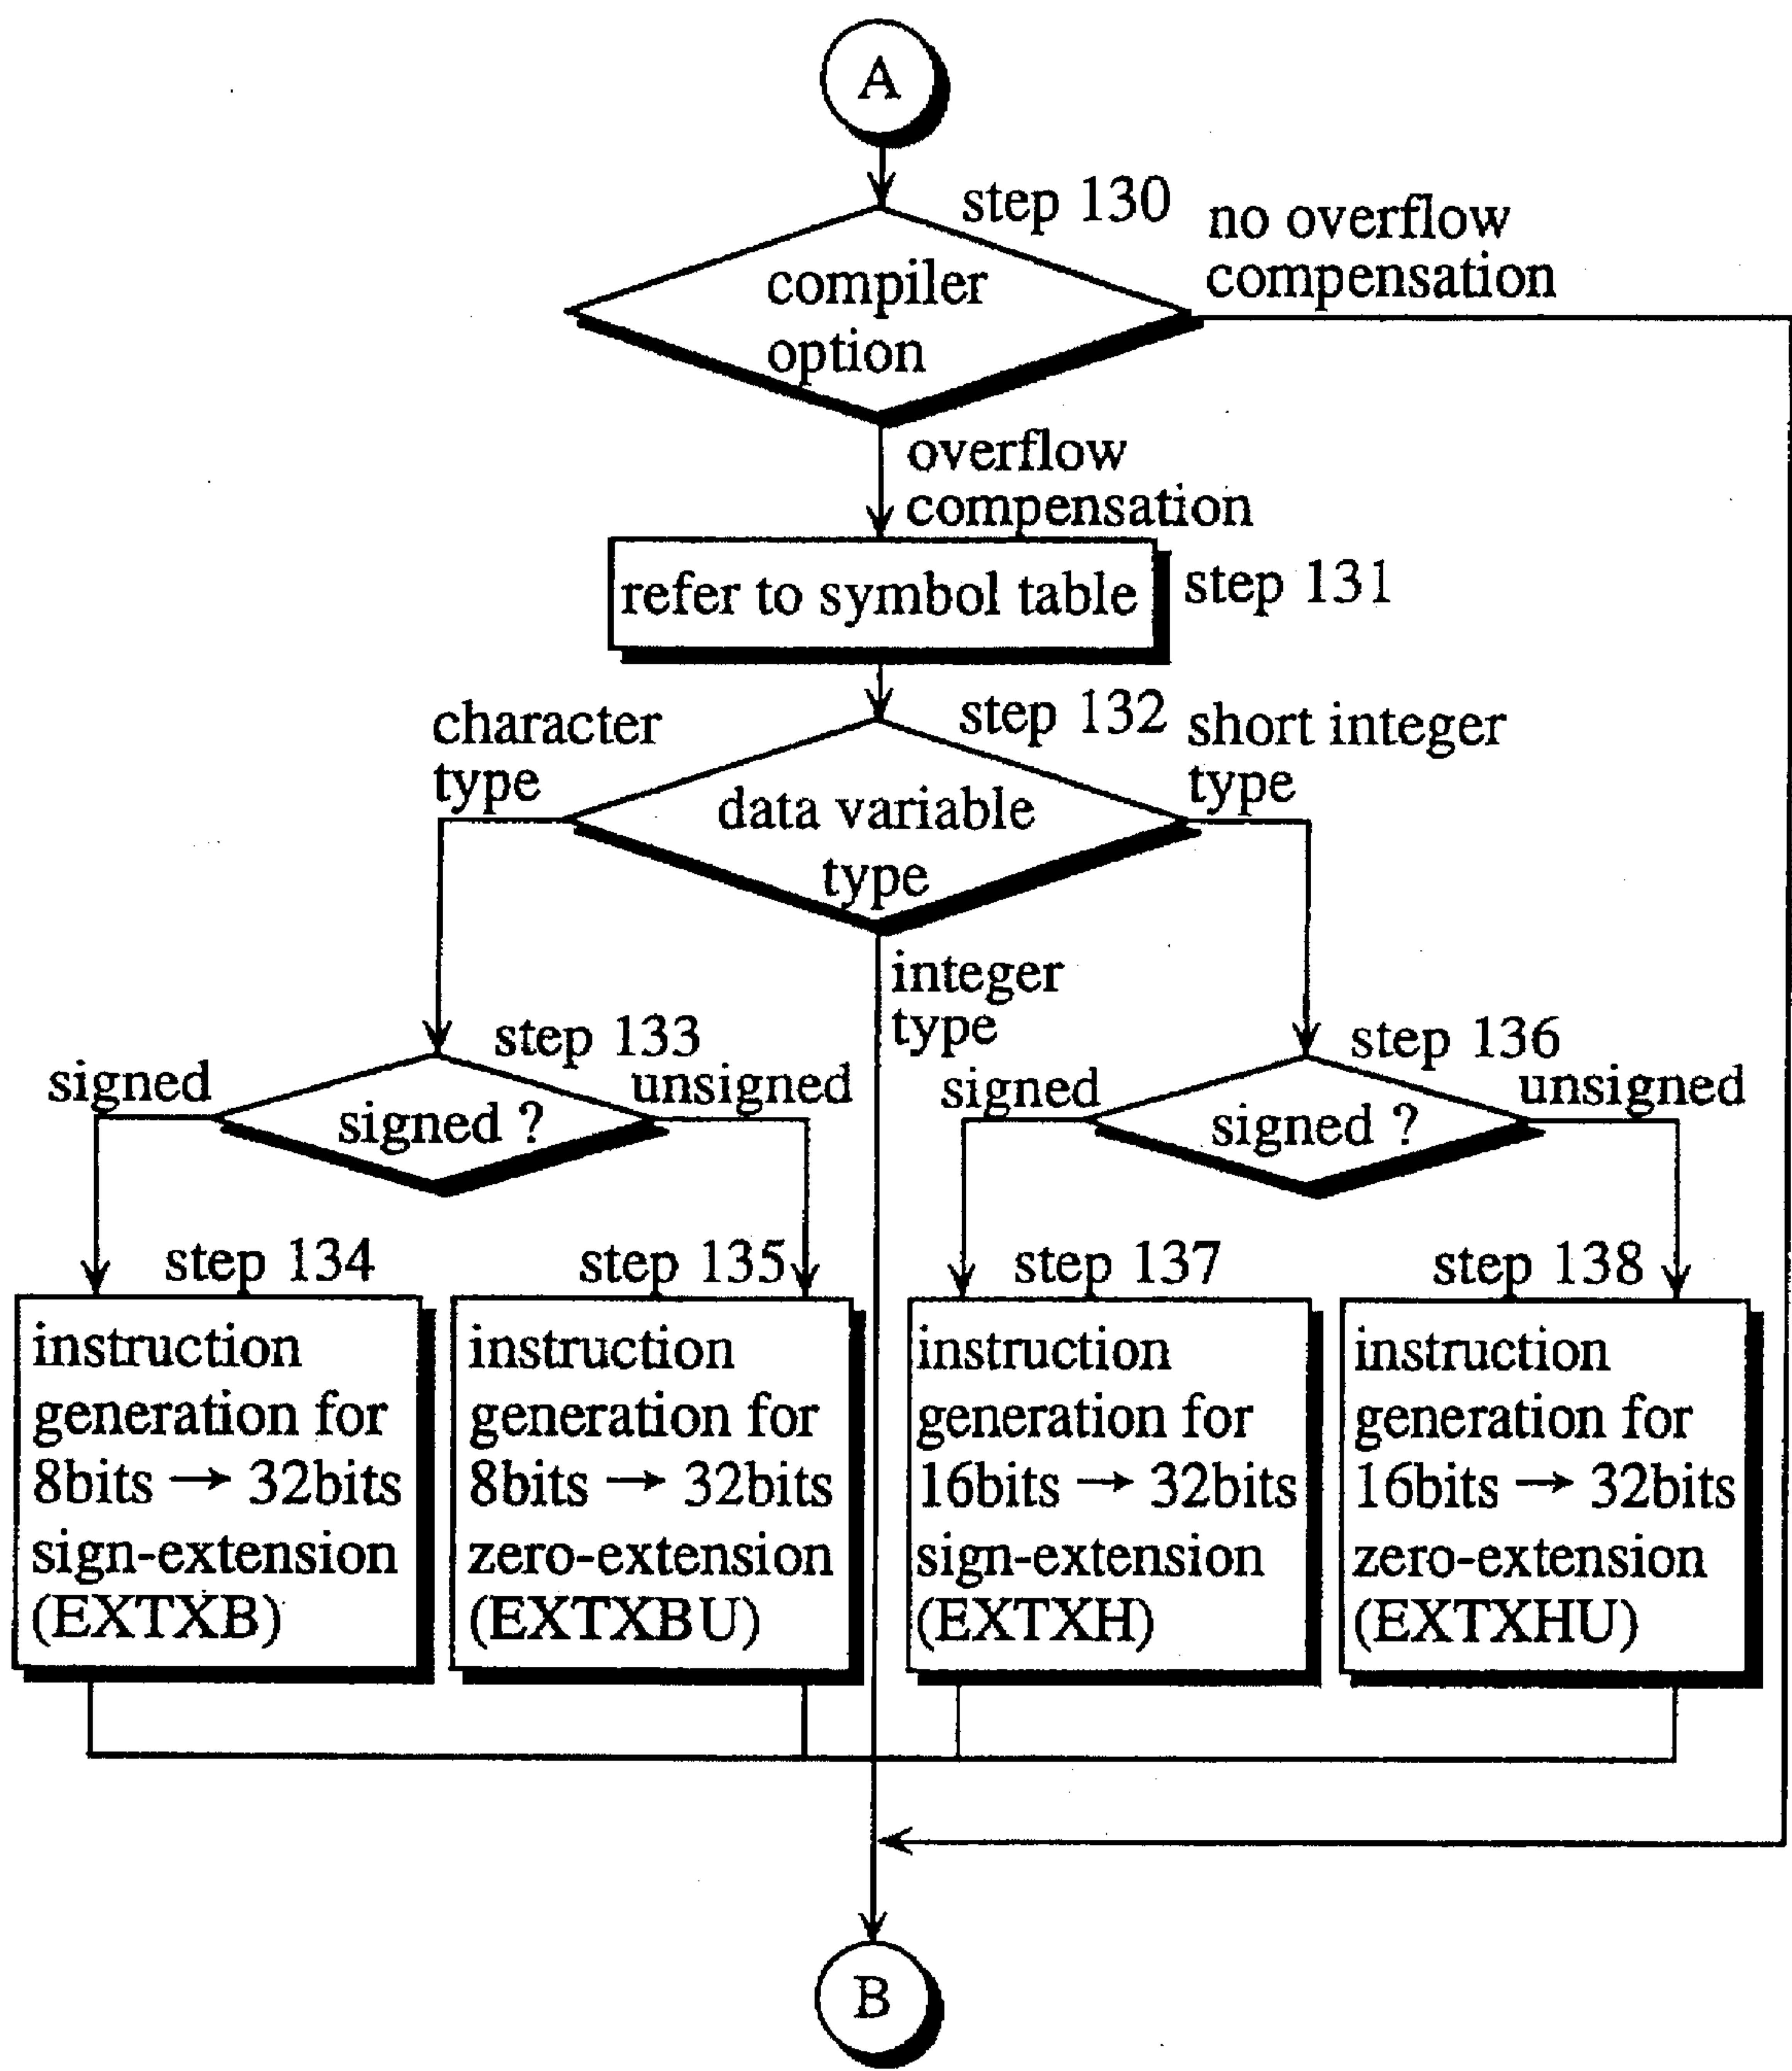 A
step 130
no overflow
compensation
compiler
option
overflow
compensation
refer to symbol table
step 131
character
type
step 132
short integer
type
data variable
type
integer
type
step 133
signed
unsigned
signed ?
step 136
signed
unsigned
signed ?
step 134
instruction
generation for
8bits → 32bits
sign-extension
(EXTXB)
step 135
instruction
generation for
8bits → 32bits
zero-extension
(EXTXBU)
step 137
instruction
generation for
16bits → 32bits
sign-extension
(EXTXH)
step 138
instruction
generation for
16bits → 32bits
zero-extension
(EXTXHU)
B